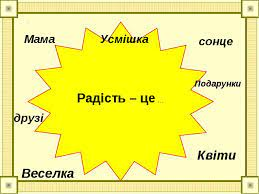 Мама Усмішка сонце
Подарунки
Радість – це ...
друзі
Квіти
Веселка